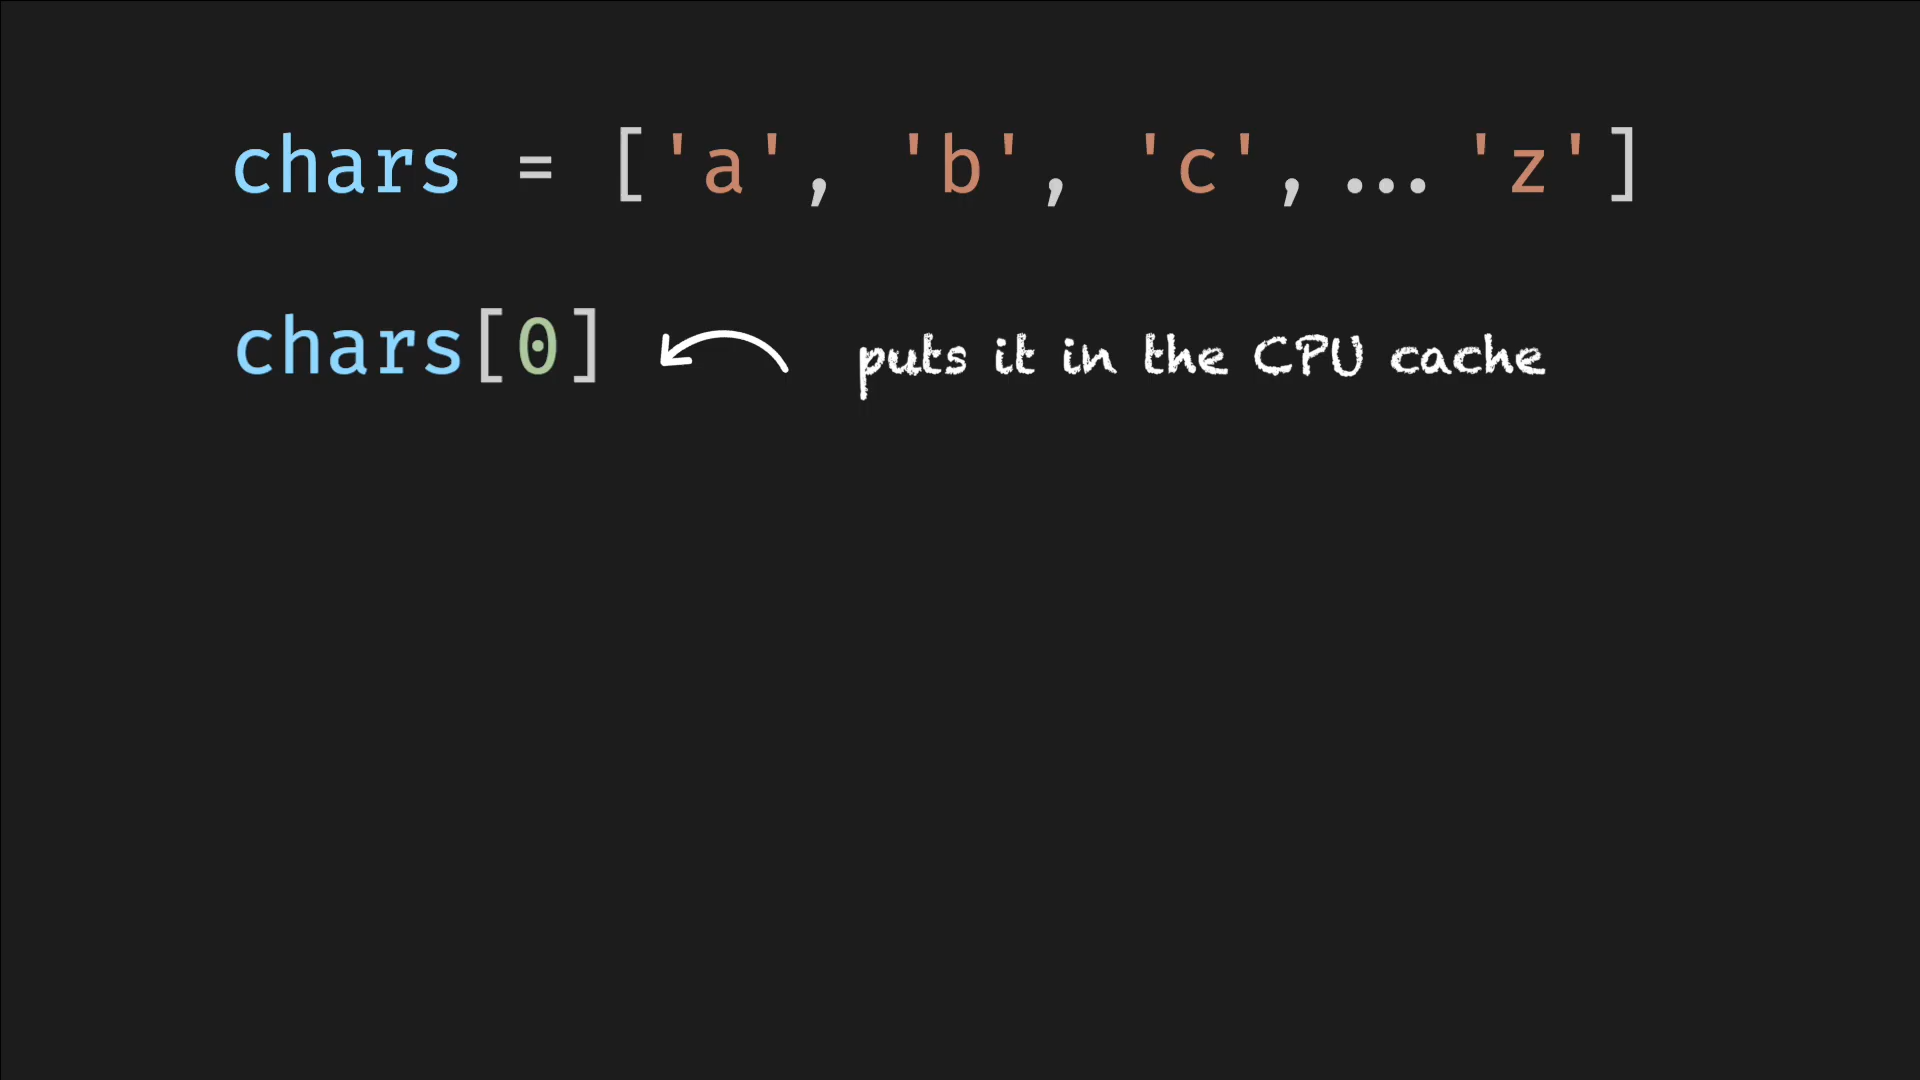 chars = ['a', 'b', 'c',... 'z']
chars[0] puts it in the CPU cache